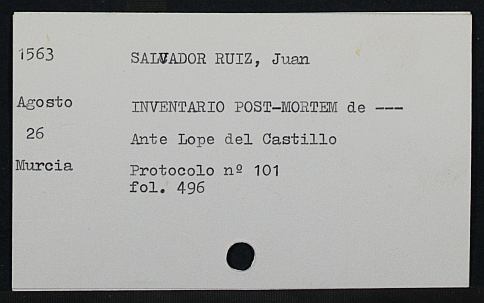 1563 SALVADOR RUIZ, Juan
Agosto INVENTARIO POST-MORTEM de ---
26 Ante Lope del Castillo
Murcia Protocolo nº 101
fol. 496